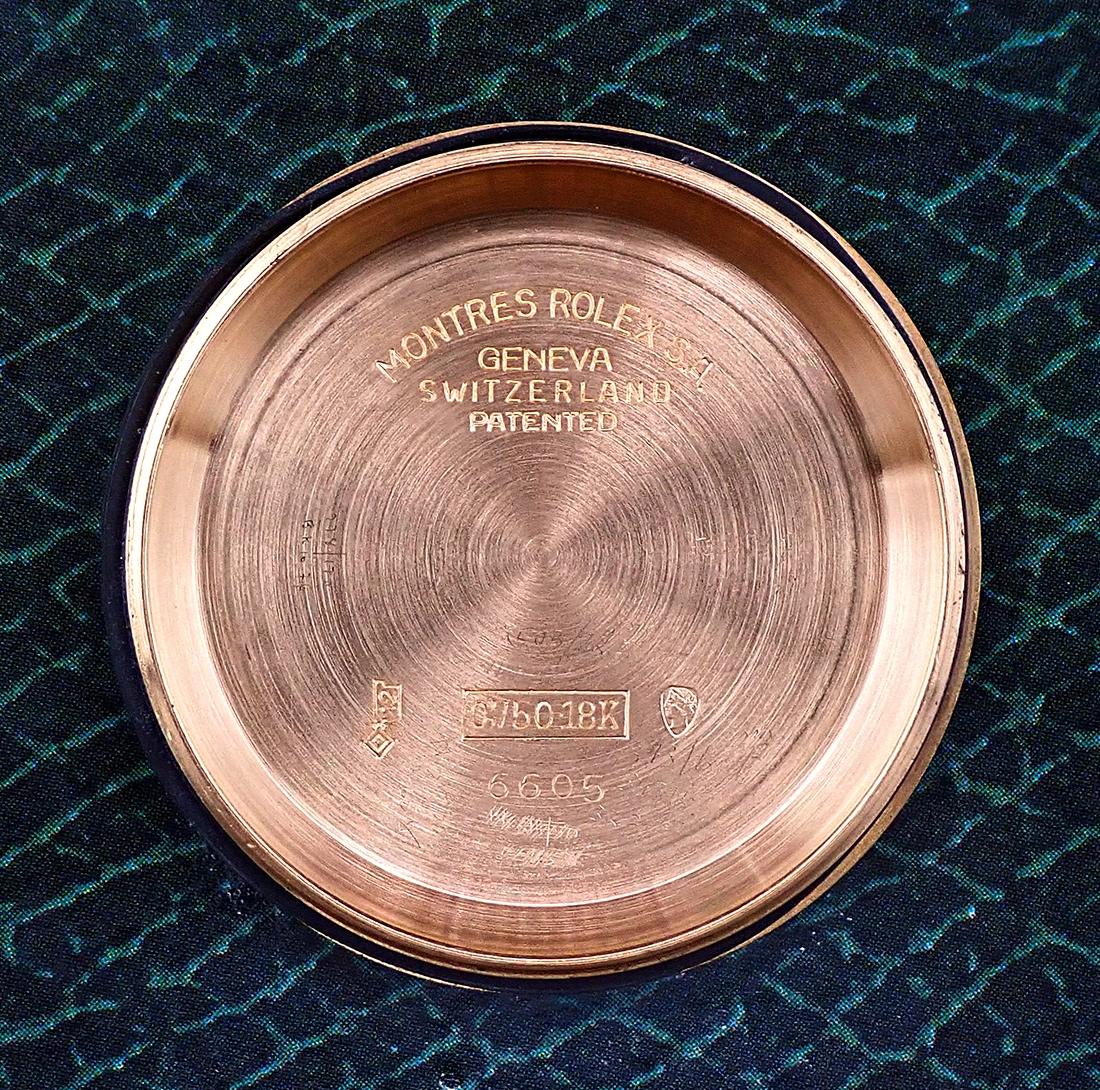 MONTRES ROLEX S.A.
GENEVA
SWITZERLAND
PATENTED
0.750 18K
6605